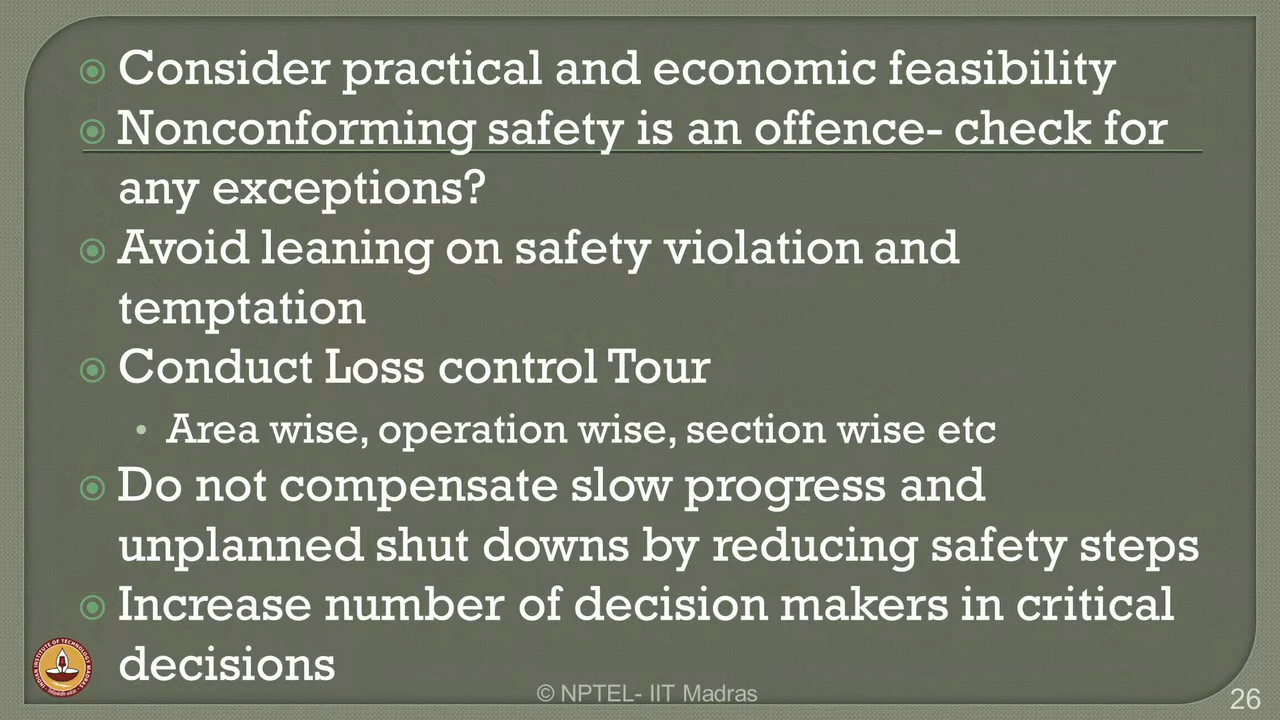 Consider practical and economic feasibility
Nonconforming safety is an offence- check for
any exceptions?
Avoid leaning on safety violation and
temptation
Conduct Loss control Tour
• Area wise, operation wise, section wise etc
Do not compensate slow progress and
unplanned shut downs by reducing safety steps
Increase number of decision makers in critical
decisions
© NPTEL- IIT Madras
26